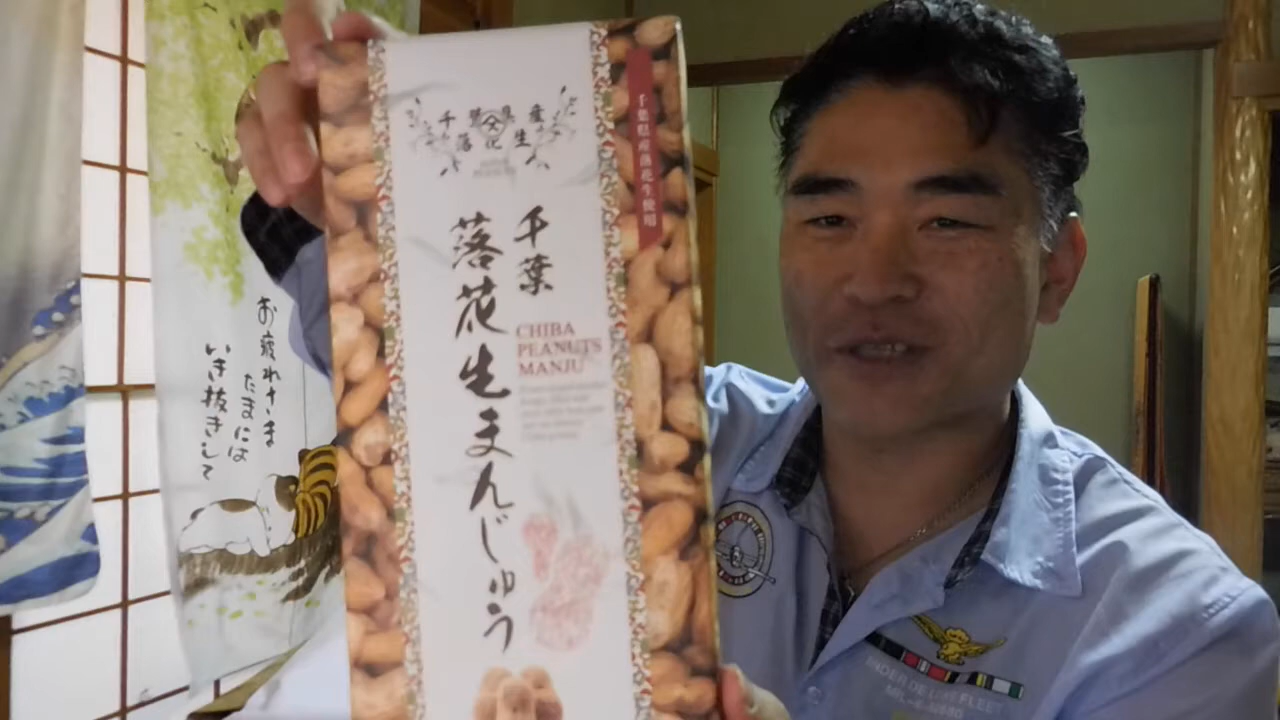 千葉県産
落花生
千葉
落花生まんじゅう
CHIBA
PEANUTS
MANJU
千葉県産落花生使用
お疲れさま
たまには
いき抜きして